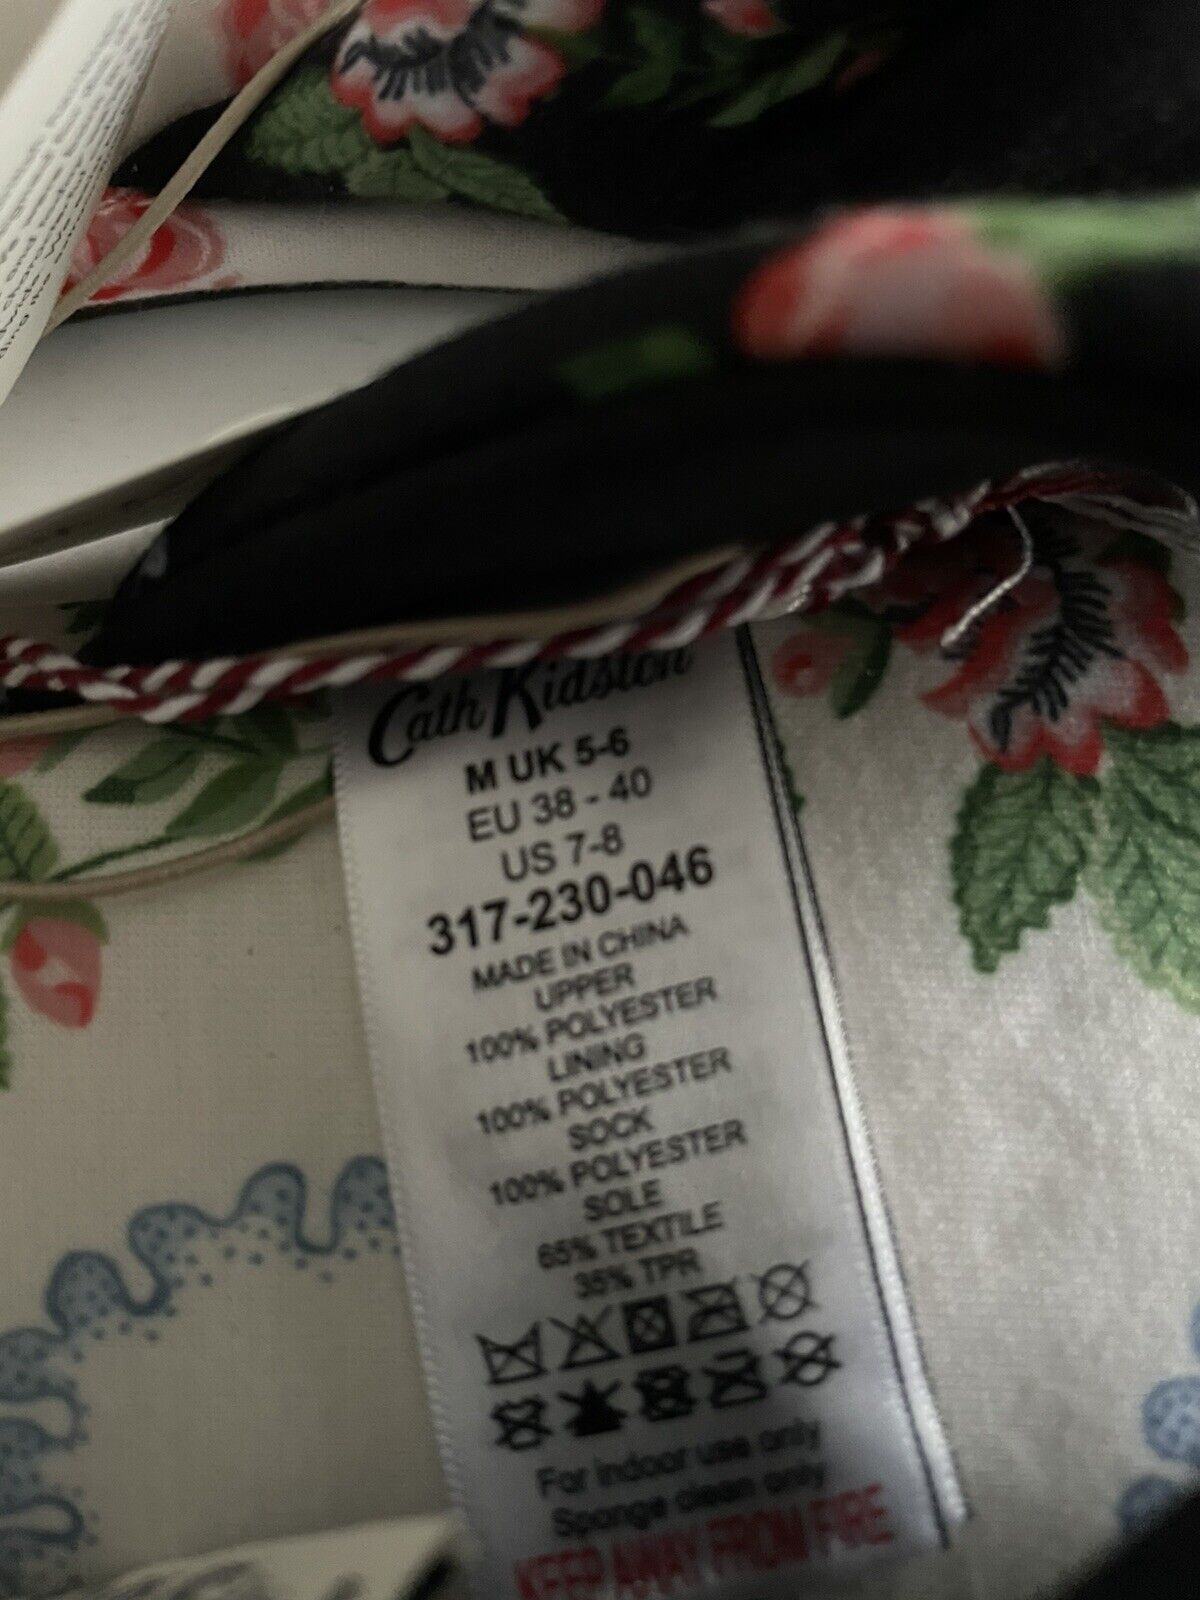 Cath Kidston
M UK 5-6
EU 38 - 40
US 7-8
317-230-046
MADE IN CHINA
UPPER
100% POLYESTER
LINING
100% POLYESTER
SOCK
100% POLYESTER
SOLE
65% TEXTILE
35% TPR
For indoor use only
Sponge clean only
KEEP AWAY FROM FIRE